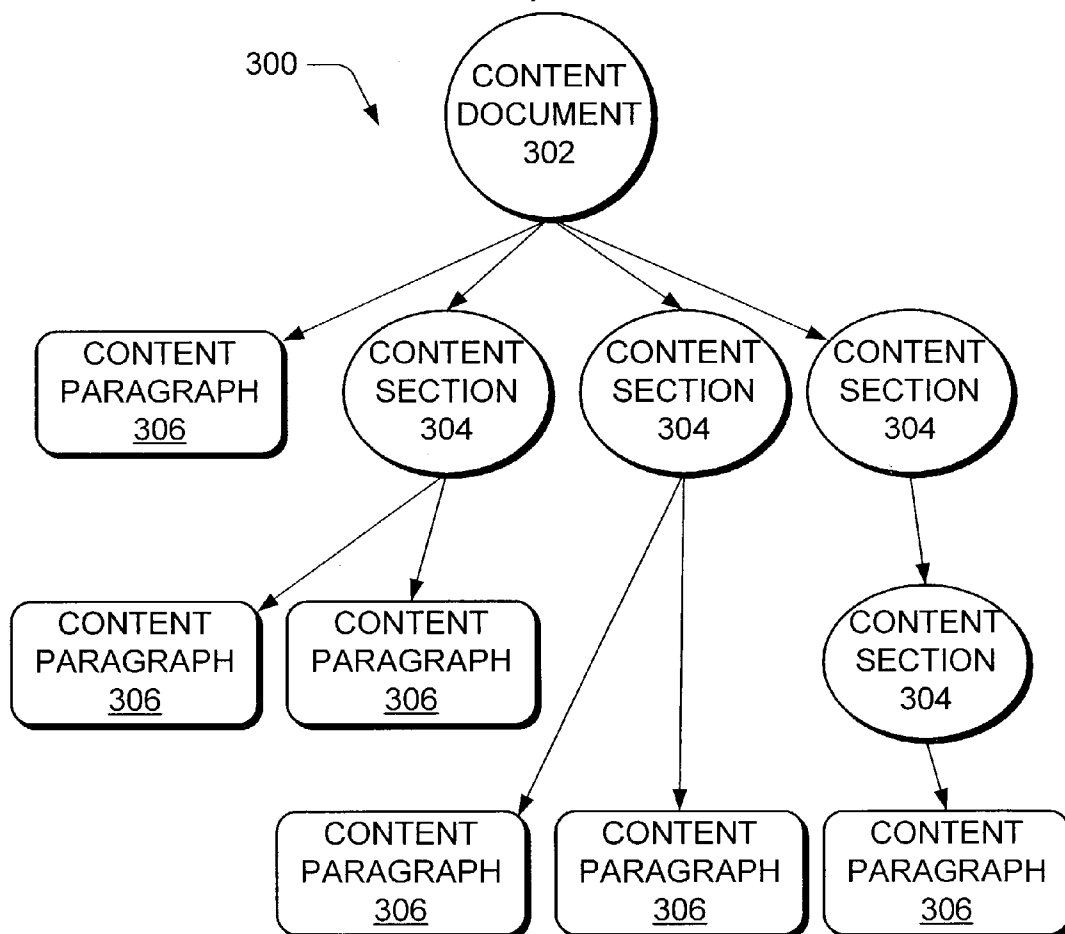 300
CONTENT
DOCUMENT
302
CONTENT
PARAGRAPH
306
CONTENT
SECTION
304
CONTENT
SECTION
304
CONTENT
SECTION
304
CONTENT
PARAGRAPH
306
CONTENT
PARAGRAPH
306
CONTENT
SECTION
304
CONTENT
PARAGRAPH
306
CONTENT
PARAGRAPH
306
CONTENT
PARAGRAPH
306